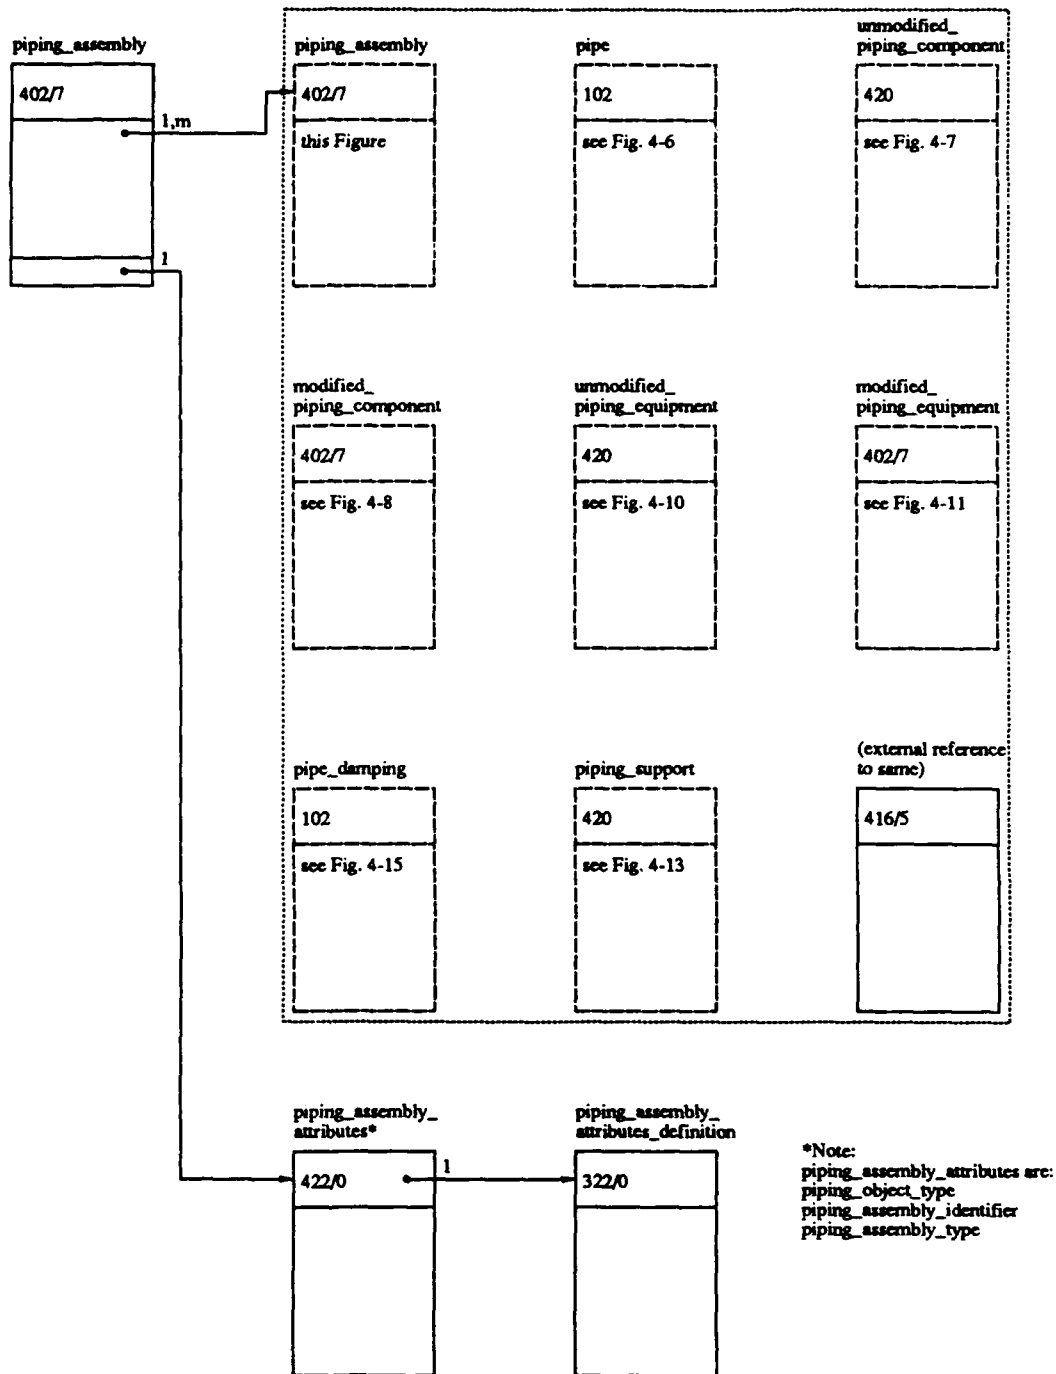 piping_assembly
402/7
1,m
1
piping_assembly
402/7
this Figure
pipe
102
see Fig. 4-6
unmodified_
piping_component
420
see Fig. 4-7
modified_
piping_component
402/7
see Fig. 4-8
unmodified_
piping_equipment
420
see Fig. 4-10
modified_
piping_equipment
402/7
see Fig. 4-11
pipe_damping
102
see Fig. 4-15
piping_support
420
see Fig. 4-13
(external reference
to same)
416/5
piping_assembly_
attributes*
422/0
1
piping_assembly_
attributes_definition
322/0
*Note:
piping_assembly_attributes are:
piping_object_type
piping_assembly_identifier
piping_assembly_type